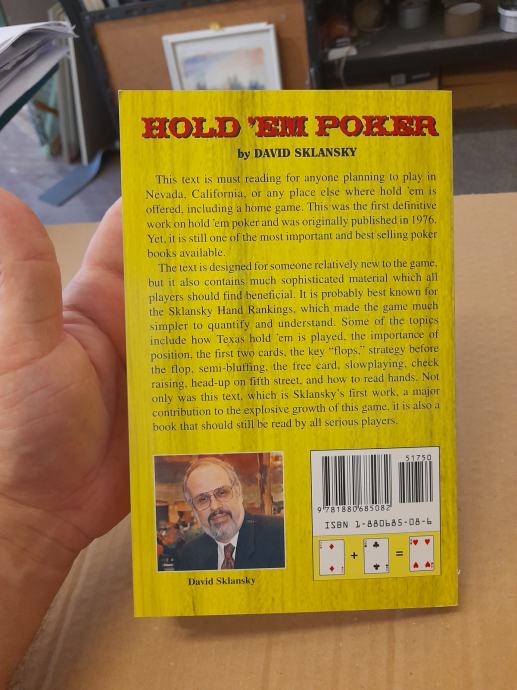 HOLD 'EM POKER
by DAVID SKLANSKY
This text is must reading for anyone planning to play in
Nevada, California, or any place else where hold 'em is
offered, including a home game. This was the first definitive
work on hold 'em poker and was originally published in 1976.
Yet, it is still one of the most important and best selling poker
books available.
The text is designed for someone relatively new to the game,
but it also contains much sophisticated material which all
players should find beneficial. It is probably best known for
the Sklansky Hand Rankings, which made the game much
simpler to quantify and understand. Some of the topics
include how Texas hold 'em is played, the importance of
position, the first two cards, the key "flops," strategy before
the flop, semi-bluffing, the free card, slowplaying, check
raising, head-up on fifth street, and how to read hands. Not
only was this text, which is Sklansky's first work, a major
contribution to the explosive growth of this game, it is also a
book that should still be read by all serious players.
David Sklansky
51750
9 781880 685082
ISBN 1-880685-08-6
+ =